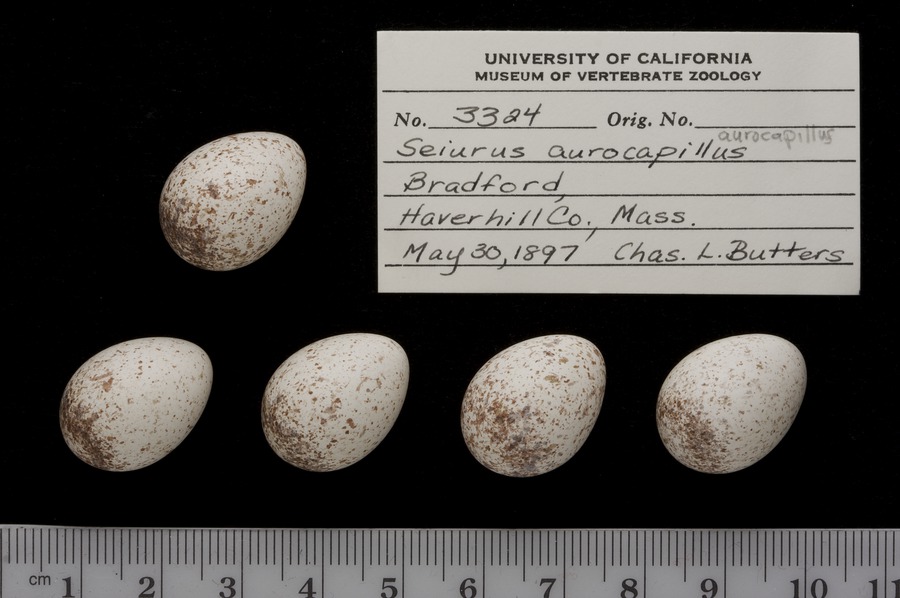 UNIVERSITY OF CALIFORNIA
MUSEUM OF VERTEBRATE ZOOLOGY
No. 3324 Orig. No.
aurocapillus
Seiurus aurocapillus
Bradford,
Haverhill Co., Mass.
May 30, 1897 Chas. L. Butters
cm 1 2 3 4 5 6 7 8 9 10 11